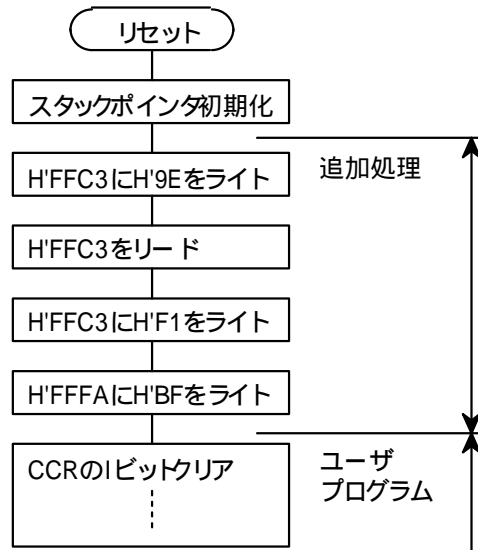 リセット
スタックポインタ初期化
H'FFC3にH'9Eをライト
追加処理
H'FFC3をリード
H'FFC3にH'F1をライト
H'FFFAにH'BFをライト
CCRのIビットクリア
ユーザ
プログラム